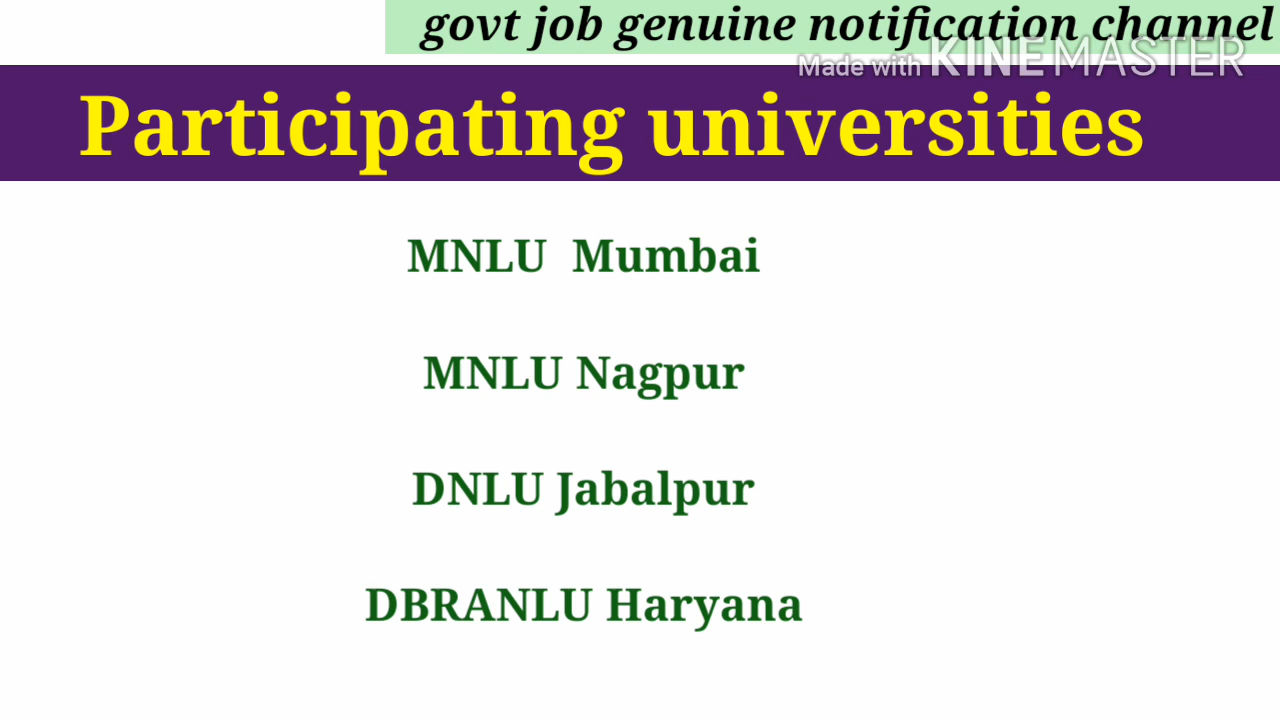 govt job genuine notification channel
Made with KINEMASTER
Participating universities
MNLU Mumbai
MNLU Nagpur
DNLU Jabalpur
DBRANLU Haryana